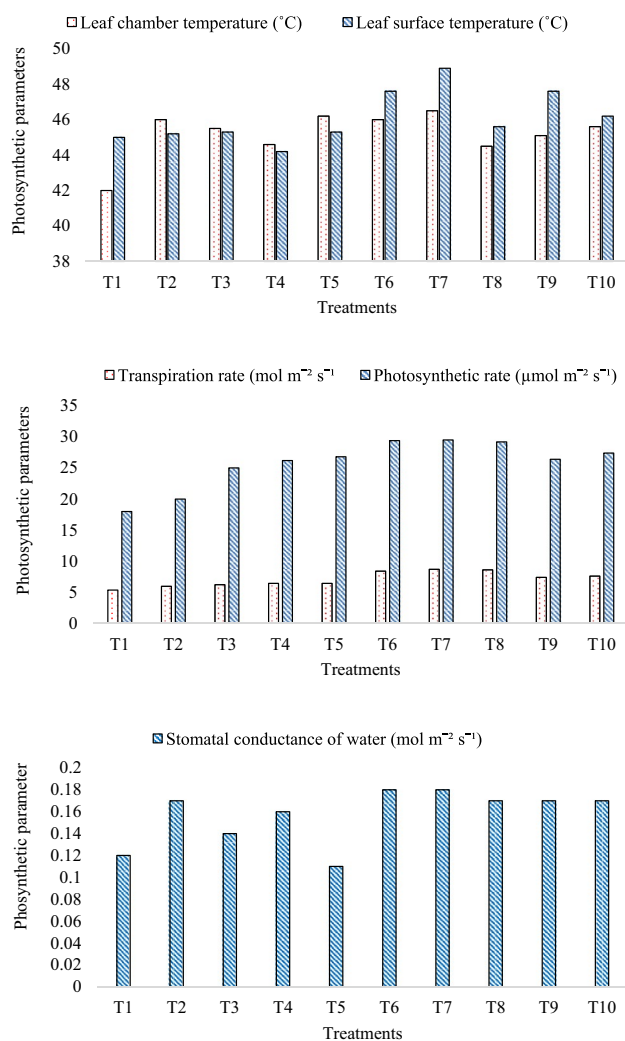 Leaf chamber temperature (˚C) Leaf surface temperature (˚C)
Photosynthetic parameters
50
48
46
44
42
40
38
T1 T2 T3 T4 T5 T6 T7 T8 T9 T10
Treatments
Transpiration rate (mol m⁻² s⁻¹ Photosynthetic rate (µmol m⁻² s⁻¹)
Photosynthetic parameters
35
30
25
20
15
10
5
0
T1 T2 T3 T4 T5 T6 T7 T8 T9 T10
Treatments
Stomatal conductance of water (mol m⁻² s⁻¹)
Phosynthetic parameter
0.2
0.18
0.16
0.14
0.12
0.1
0.08
0.06
0.04
0.02
0
T1 T2 T3 T4 T5 T6 T7 T8 T9 T10
Treatments